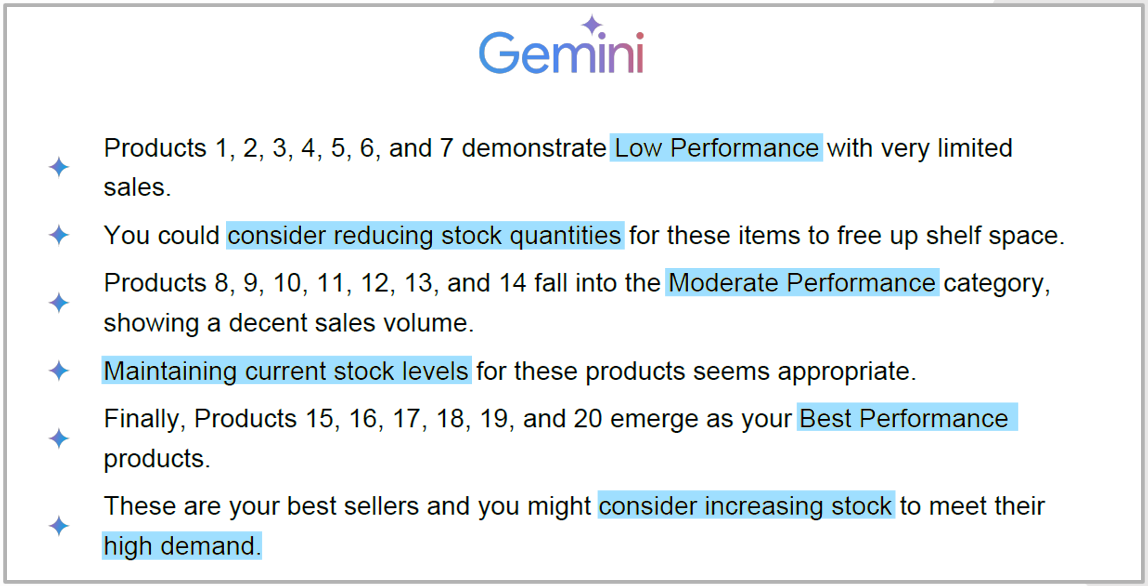 Gemini
Products 1, 2, 3, 4, 5, 6, and 7 demonstrate Low Performance with very limited
sales.
You could consider reducing stock quantities for these items to free up shelf space.
Products 8, 9, 10, 11, 12, 13, and 14 fall into the Moderate Performance category,
showing a decent sales volume.
Maintaining current stock levels for these products seems appropriate.
Finally, Products 15, 16, 17, 18, 19, and 20 emerge as your Best Performance
products.
These are your best sellers and you might consider increasing stock to meet their
high demand.